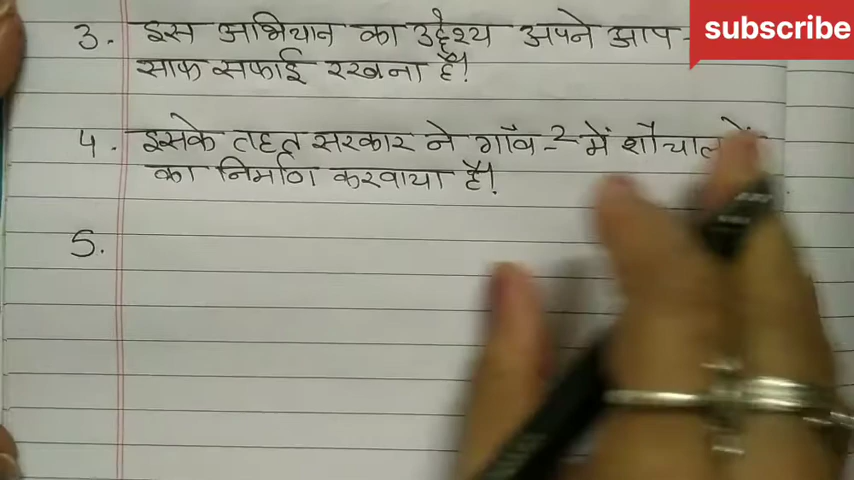 subscribe
3. इस अभियान का उद्देश्य अपने आप -
साफ सफाई रखना है।
4. इसके तहत सरकार ने गाँव-2 में
का निर्माण करवाया है।
5.